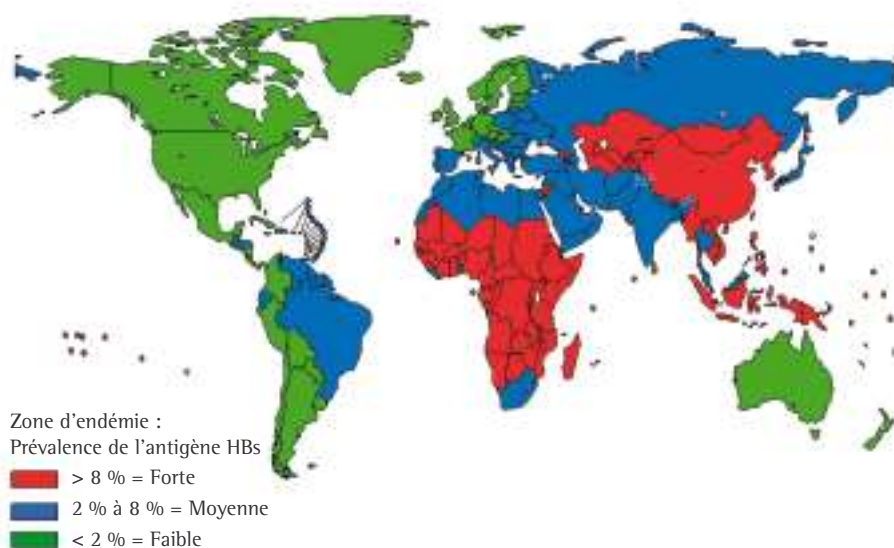 Zone d'endémie :
Prévalence de l'antigène HBs
> 8 % = Forte
2 % à 8 % = Moyenne
< 2 % = Faible